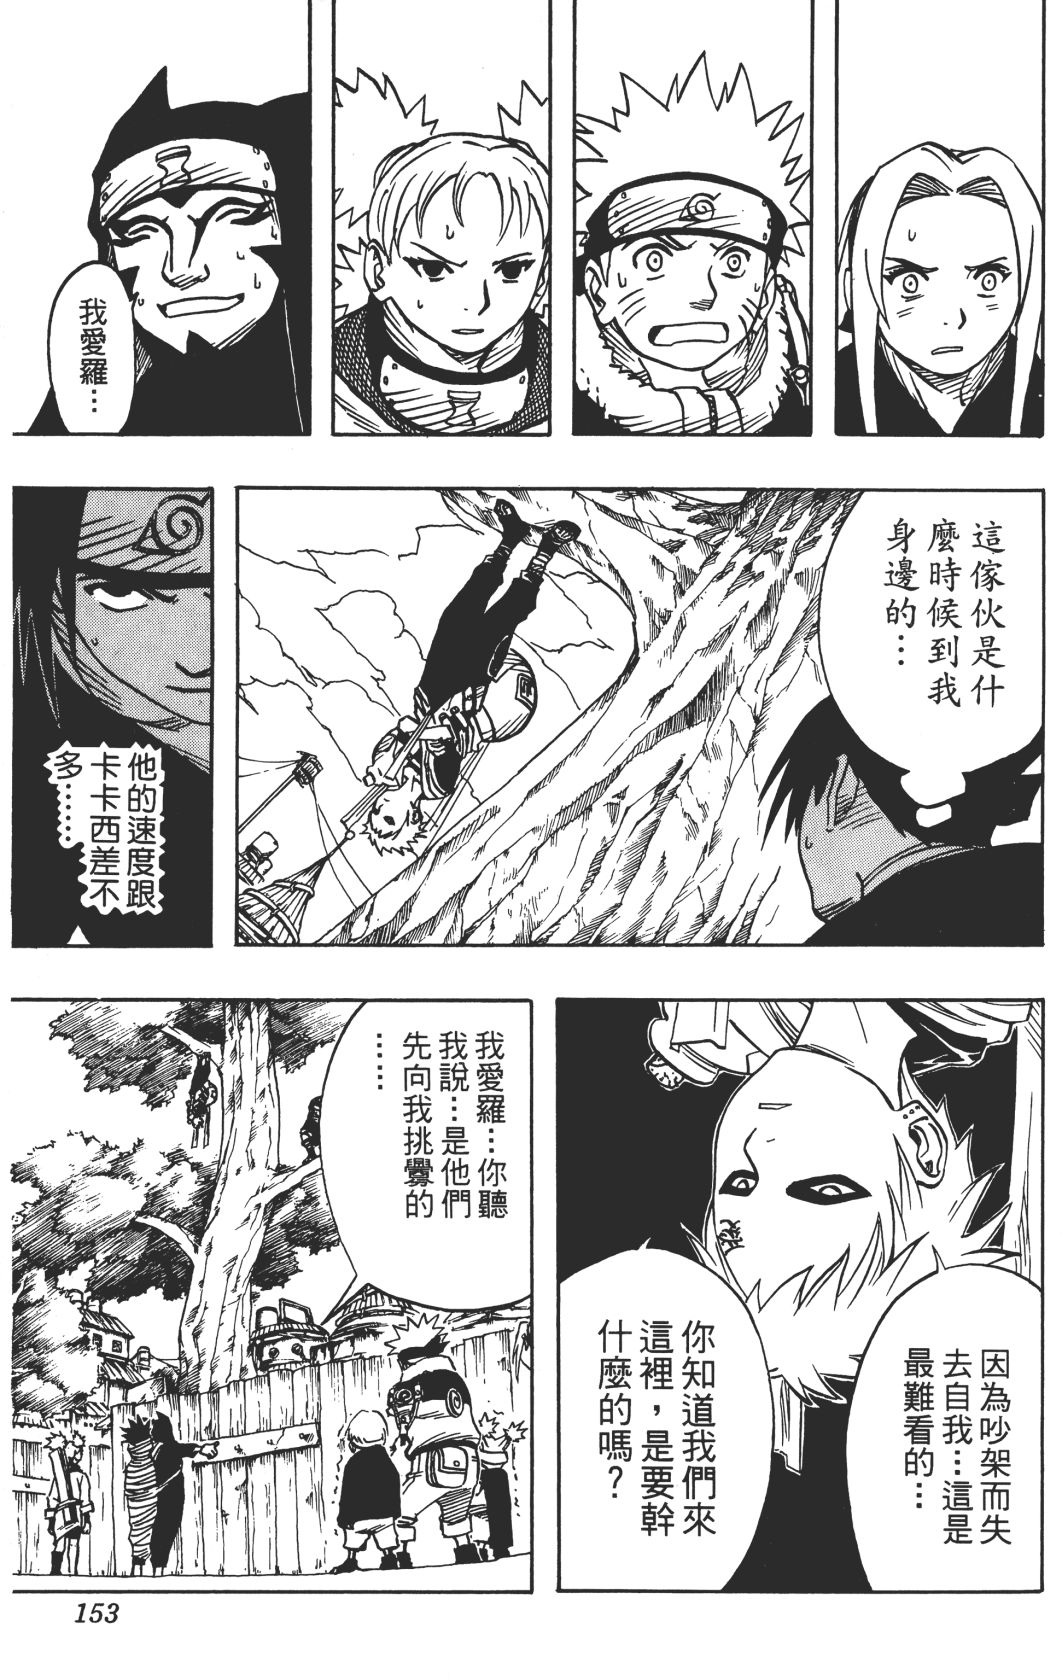 我愛羅…
這傢伙是什
麼時候到我
身邊的…
他的速度跟
卡卡西差不
多……
因為吵架而失
去自我…這是
最難看的…
你知道我們來
這裡，是要幹
什麼的嗎？
我愛羅…你聽
我說…是他們
先向我挑釁的
……
153